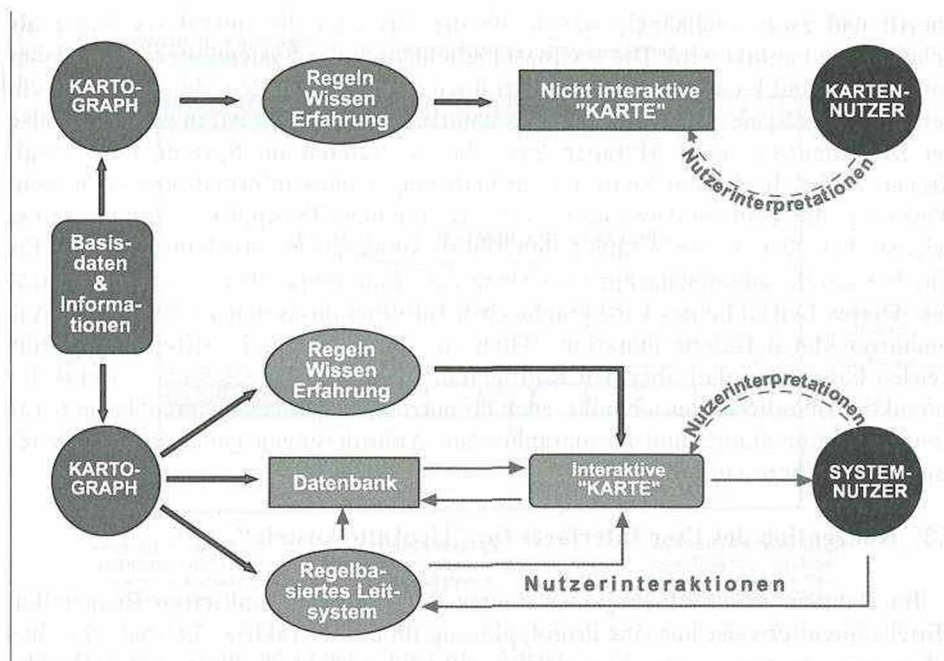 KARTO-
GRAPH
Regeln
Wissen
Erfahrung
Nicht interaktive
"KARTE"
KARTEN-
NUTZER
Nutzerinterpretationen
Basis-
daten
&
Informa-
tionen
Regeln
Wissen
Erfahrung
Nutzerinterpretationen
KARTO-
GRAPH
Datenbank
Interaktive
"KARTE"
SYSTEM-
NUTZER
Regelba-
siertes Leit-
system
Nutzerinteraktionen